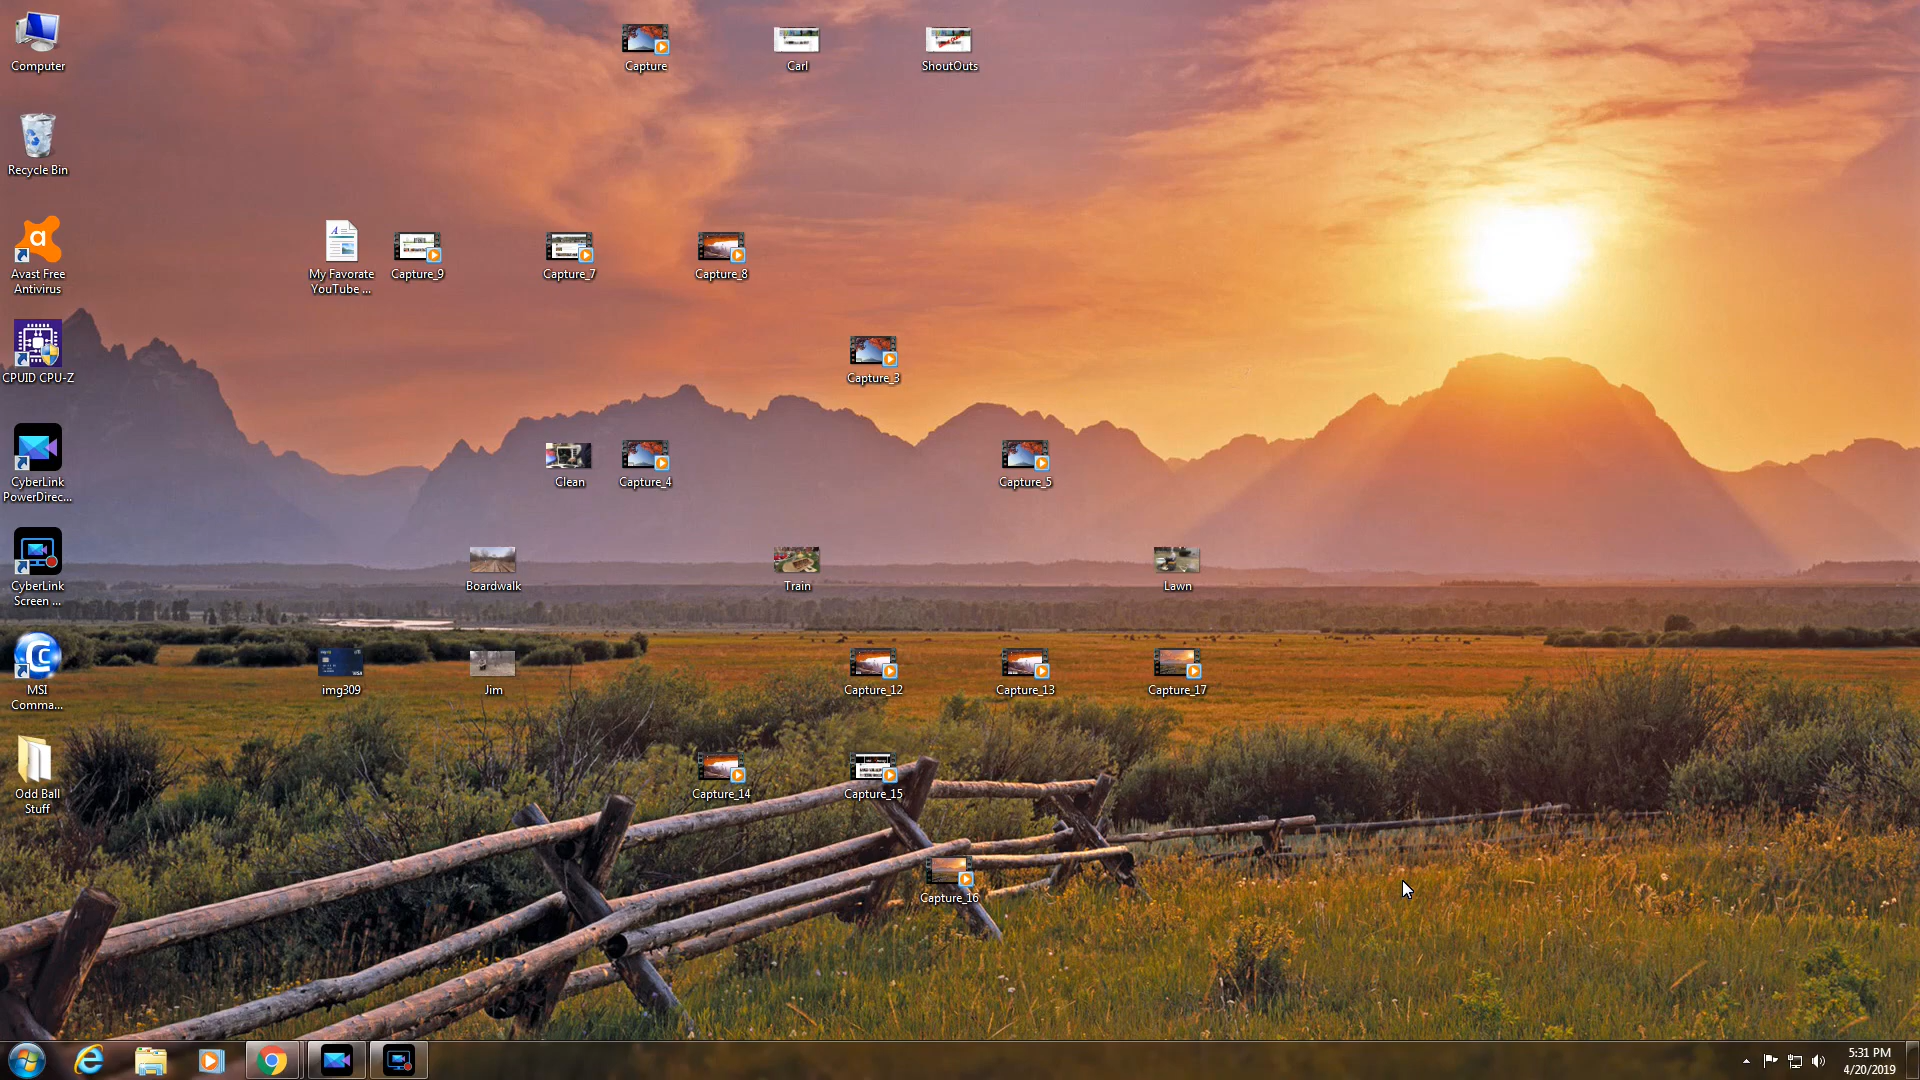 Computer
Capture
Carl
ShoutOuts
Recycle Bin
Avast Free
Antivirus
My Favorate
YouTube ...
Capture_9
Capture_7
Capture_8
CPUID CPU-Z
Capture_3
CyberLink
PowerDirec...
Clean
Capture_4
Capture_5
CyberLink
Screen ...
Boardwalk
Train
Lawn
MSI
Comma...
img309
Jim
Capture_12
Capture_13
Capture_17
Odd Ball
Stuff
Capture_14
Capture_15
Capture_16
5:31 PM
4/20/2019